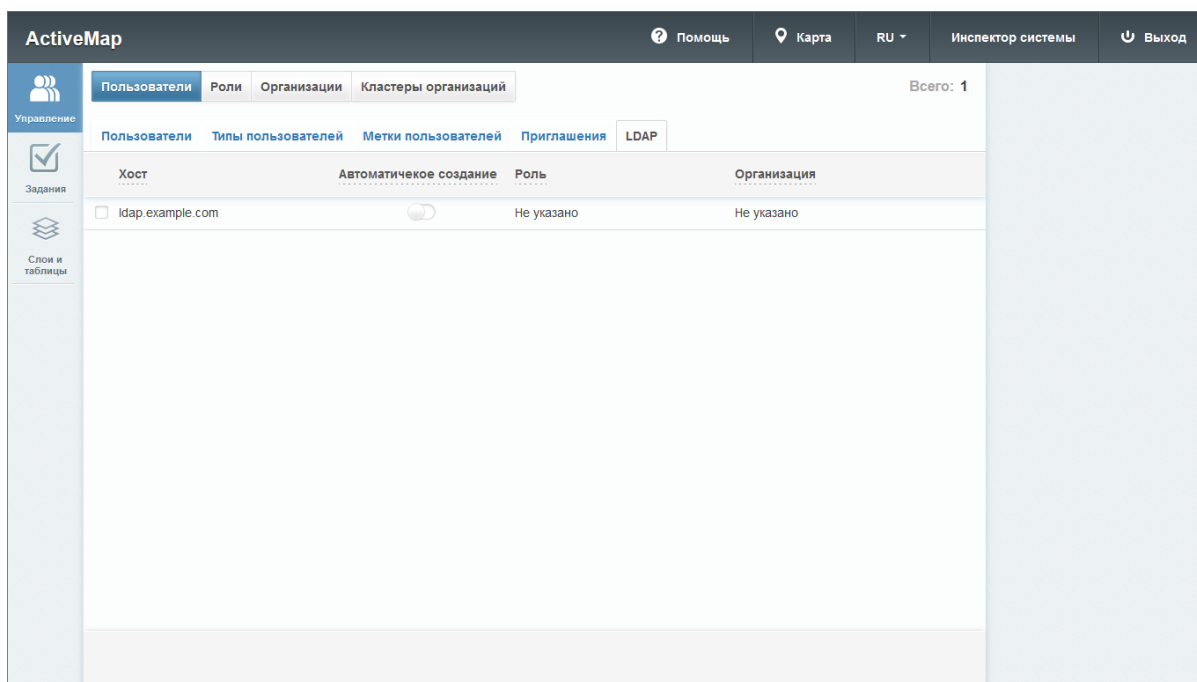 ActiveMap
Помощь
Карта
RU
Инспектор системы
Выход
Управление
Задания
Слои и
таблицы
Пользователи Роли Организации Кластеры организаций
Всего: 1
Пользователи Типы пользователей Метки пользователей Приглашения LDAP
Хост Автоматичекое создание Роль Организация
ldap.example.com Не указано Не указано